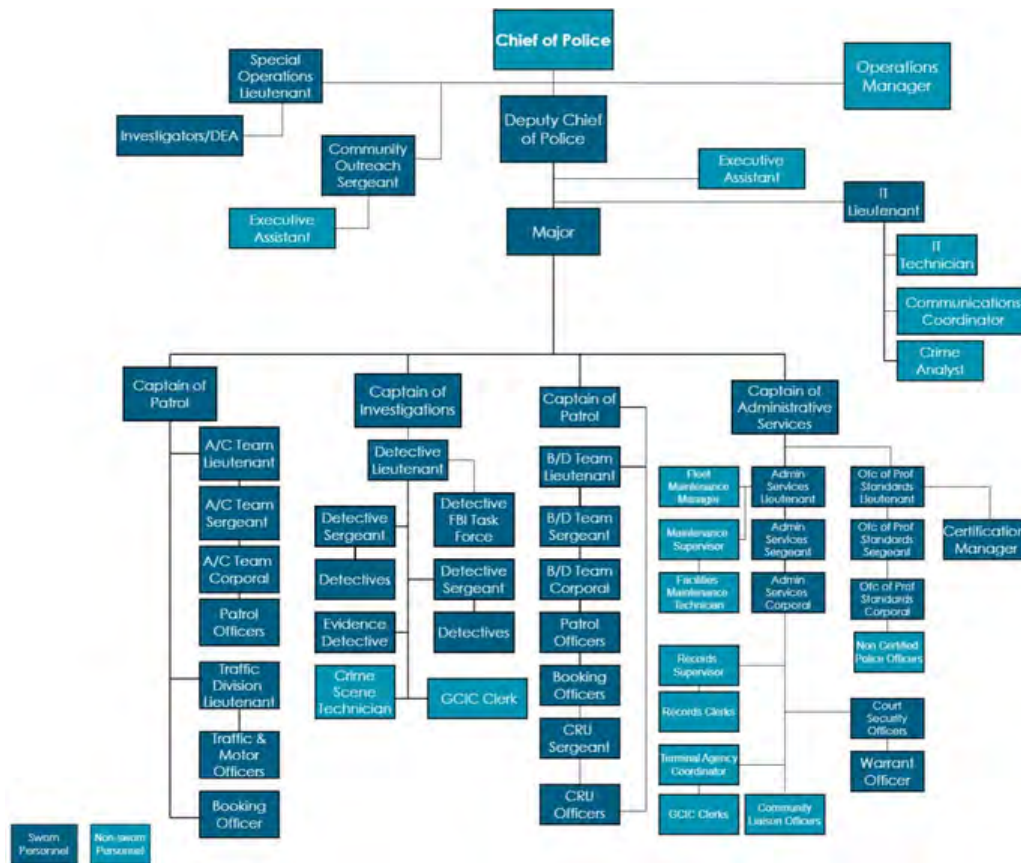 Chief of Police
Special
Operations
Lieutenant
Operations
Manager
Investigators/DEA
Deputy Chief
of Police
Community
Outreach
Sergeant
Executive
Assistant
Executive
Assistant
IT
Lieutenant
Major
IT
Technician
Communications
Coordinator
Crime
Analyst
Captain of
Patrol
A/C Team
Lieutenant
A/C Team
Sergeant
A/C Team
Corporal
Patrol
Officers
Traffic
Division
Lieutenant
Traffic &
Motor
Officers
Booking
Officer
Captain of
Investigations
Detective
Lieutenant
Detective
FBI Task
Force
Detective
Sergeant
Detectives
Detective
Sergeant
Detectives
Evidence
Detective
Crime
Scene
Technician
GCIC Clerk
Captain of
Patrol
B/D Team
Lieutenant
B/D Team
Sergeant
B/D Team
Corporal
Patrol
Officers
Booking
Officers
CRU
Sergeant
CRU
Officers
Captain of
Administrative
Services
Fleet
Maintenance
Manager
Maintenance
Supervisor
Facilities
Maintenance
Technician
Admin
Services
Lieutenant
Admin
Services
Sergeant
Admin
Services
Corporal
Ofc of Prof
Standards
Lieutenant
Ofc of Prof
Standards
Sergeant
Ofc of Prof
Standards
Corporal
Non Certified
Police Officers
Certification
Manager
Records
Supervisor
Records Clerks
Terminal Agency
Coordinator
GCIC Clerks
Community
Liaison Officers
Court
Security
Officers
Warrant
Officer
Sworn
Personnel
Non-sworn
Personnel